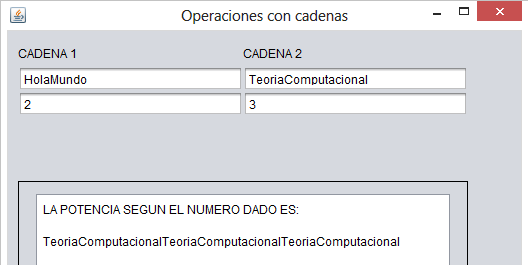 Operaciones con cadenas
CADENA 1 CADENA 2
HolaMundo TeoriaComputacional
2 3
LA POTENCIA SEGUN EL NUMERO DADO ES:
TeoriaComputacionalTeoriaComputacionalTeoriaComputacional